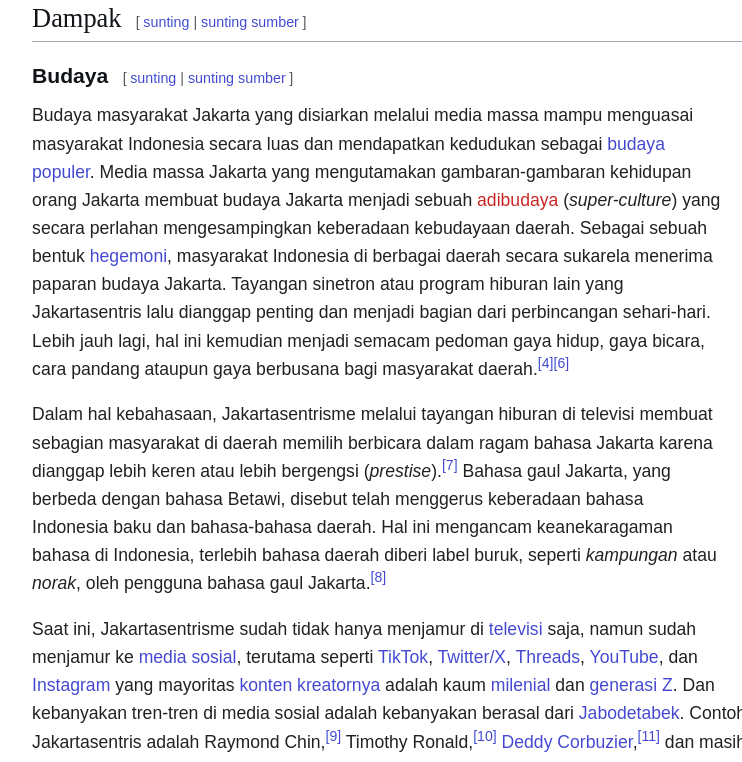 Dampak [ sunting | sunting sumber ]
Budaya [ sunting | sunting sumber ]
Budaya masyarakat Jakarta yang disiarkan melalui media massa mampu menguasai
masyarakat Indonesia secara luas dan mendapatkan kedudukan sebagai budaya
populer. Media massa Jakarta yang mengutamakan gambaran-gambaran kehidupan
orang Jakarta membuat budaya Jakarta menjadi sebuah adibudaya (super-culture) yang
secara perlahan mengesampingkan keberadaan kebudayaan daerah. Sebagai sebuah
bentuk hegemoni, masyarakat Indonesia di berbagai daerah secara sukarela menerima
paparan budaya Jakarta. Tayangan sinetron atau program hiburan lain yang
Jakartasentris lalu dianggap penting dan menjadi bagian dari perbincangan sehari-hari.
Lebih jauh lagi, hal ini kemudian menjadi semacam pedoman gaya hidup, gaya bicara,
cara pandang ataupun gaya berbusana bagi masyarakat daerah.[4][6]
Dalam hal kebahasaan, Jakartasentrisme melalui tayangan hiburan di televisi membuat
sebagian masyarakat di daerah memilih berbicara dalam ragam bahasa Jakarta karena
dianggap lebih keren atau lebih bergengsi (prestise).[7] Bahasa gaul Jakarta, yang
berbeda dengan bahasa Betawi, disebut telah menggerus keberadaan bahasa
Indonesia baku dan bahasa-bahasa daerah. Hal ini mengancam keanekaragaman
bahasa di Indonesia, terlebih bahasa daerah diberi label buruk, seperti kampungan atau
norak, oleh pengguna bahasa gaul Jakarta.[8]
Saat ini, Jakartasentrisme sudah tidak hanya menjamur di televisi saja, namun sudah
menjamur ke media sosial, terutama seperti TikTok, Twitter/X, Threads, YouTube, dan
Instagram yang mayoritas konten kreatornya adalah kaum milenial dan generasi Z. Dan
kebanyakan tren-tren di media sosial adalah kebanyakan berasal dari Jabodetabek. Contoh
Jakartasentris adalah Raymond Chin,[9] Timothy Ronald,[10] Deddy Corbuzier,[11] dan masih